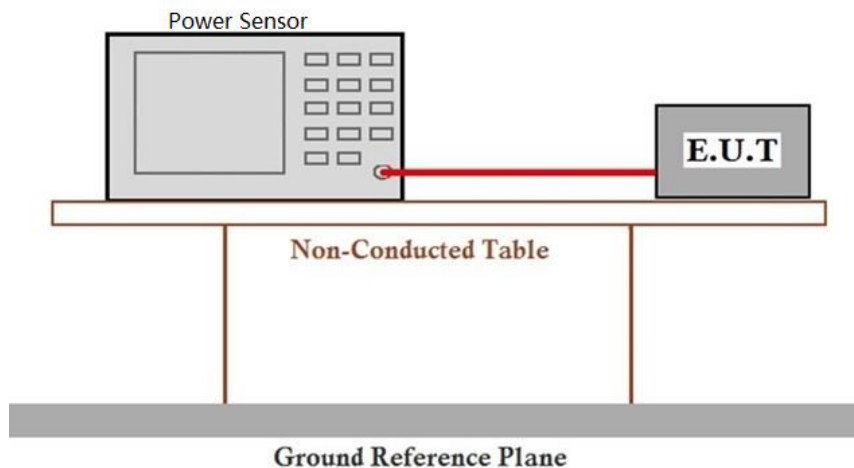 Power Sensor
E.U.T
Non-Conducted Table
Ground Reference Plane